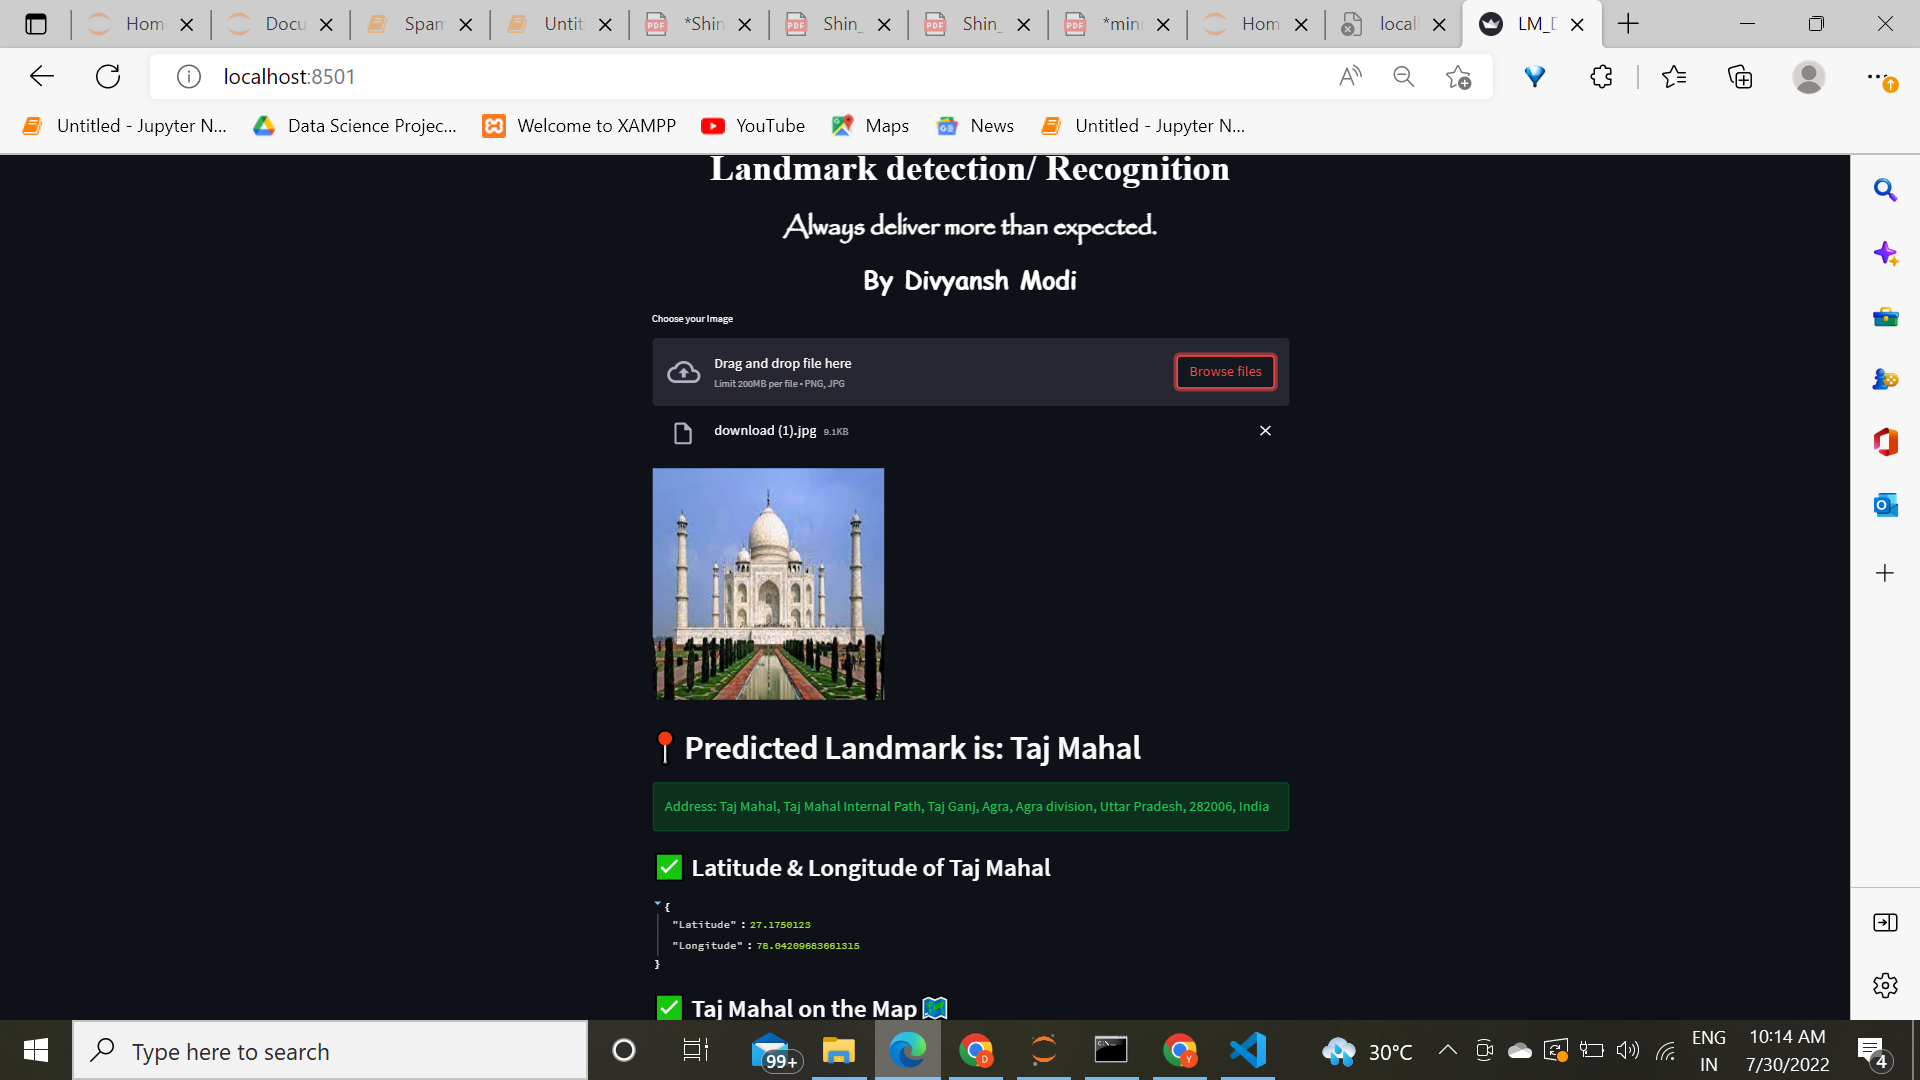 Hom
Docu
Spam
Untit
*Shin
Shin_
Shin_
*mini
Hom
local
LM_D
localhost:8501
Untitled - Jupyter N...
Data Science Projec...
Welcome to XAMPP
YouTube
Maps
News
Untitled - Jupyter N...
Landmark detection/ Recognition
Always deliver more than expected.
By Divyansh Modi
Choose your Image
Drag and drop file here
Limit 200MB per file • PNG, JPG
Browse files
download (1).jpg 9.1KB
Predicted Landmark is: Taj Mahal
Address: Taj Mahal, Taj Mahal Internal Path, Taj Ganj, Agra, Agra division, Uttar Pradesh, 282006, India
Latitude & Longitude of Taj Mahal
{
"Latitude" : 27.1750123
"Longitude" : 78.04209683661315
}
Taj Mahal on the Map
Type here to search
99+
30°C
ENG
IN
10:14 AM
7/30/2022
4